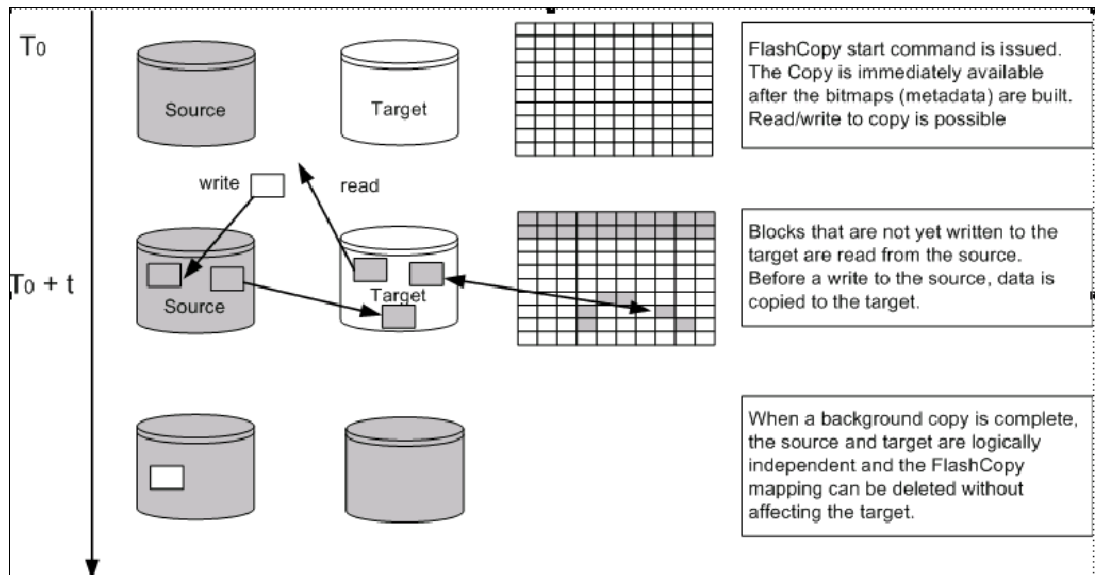 T0
Source
Target
FlashCopy start command is issued.
The Copy is immediately available
after the bitmaps (metadata) are built.
Read/write to copy is possible
write
read
T0 + t
Source
Target
Blocks that are not yet written to the
target are read from the source.
Before a write to the source, data is
copied to the target.
When a background copy is complete,
the source and target are logically
independent and the FlashCopy
mapping can be deleted without
affecting the target.